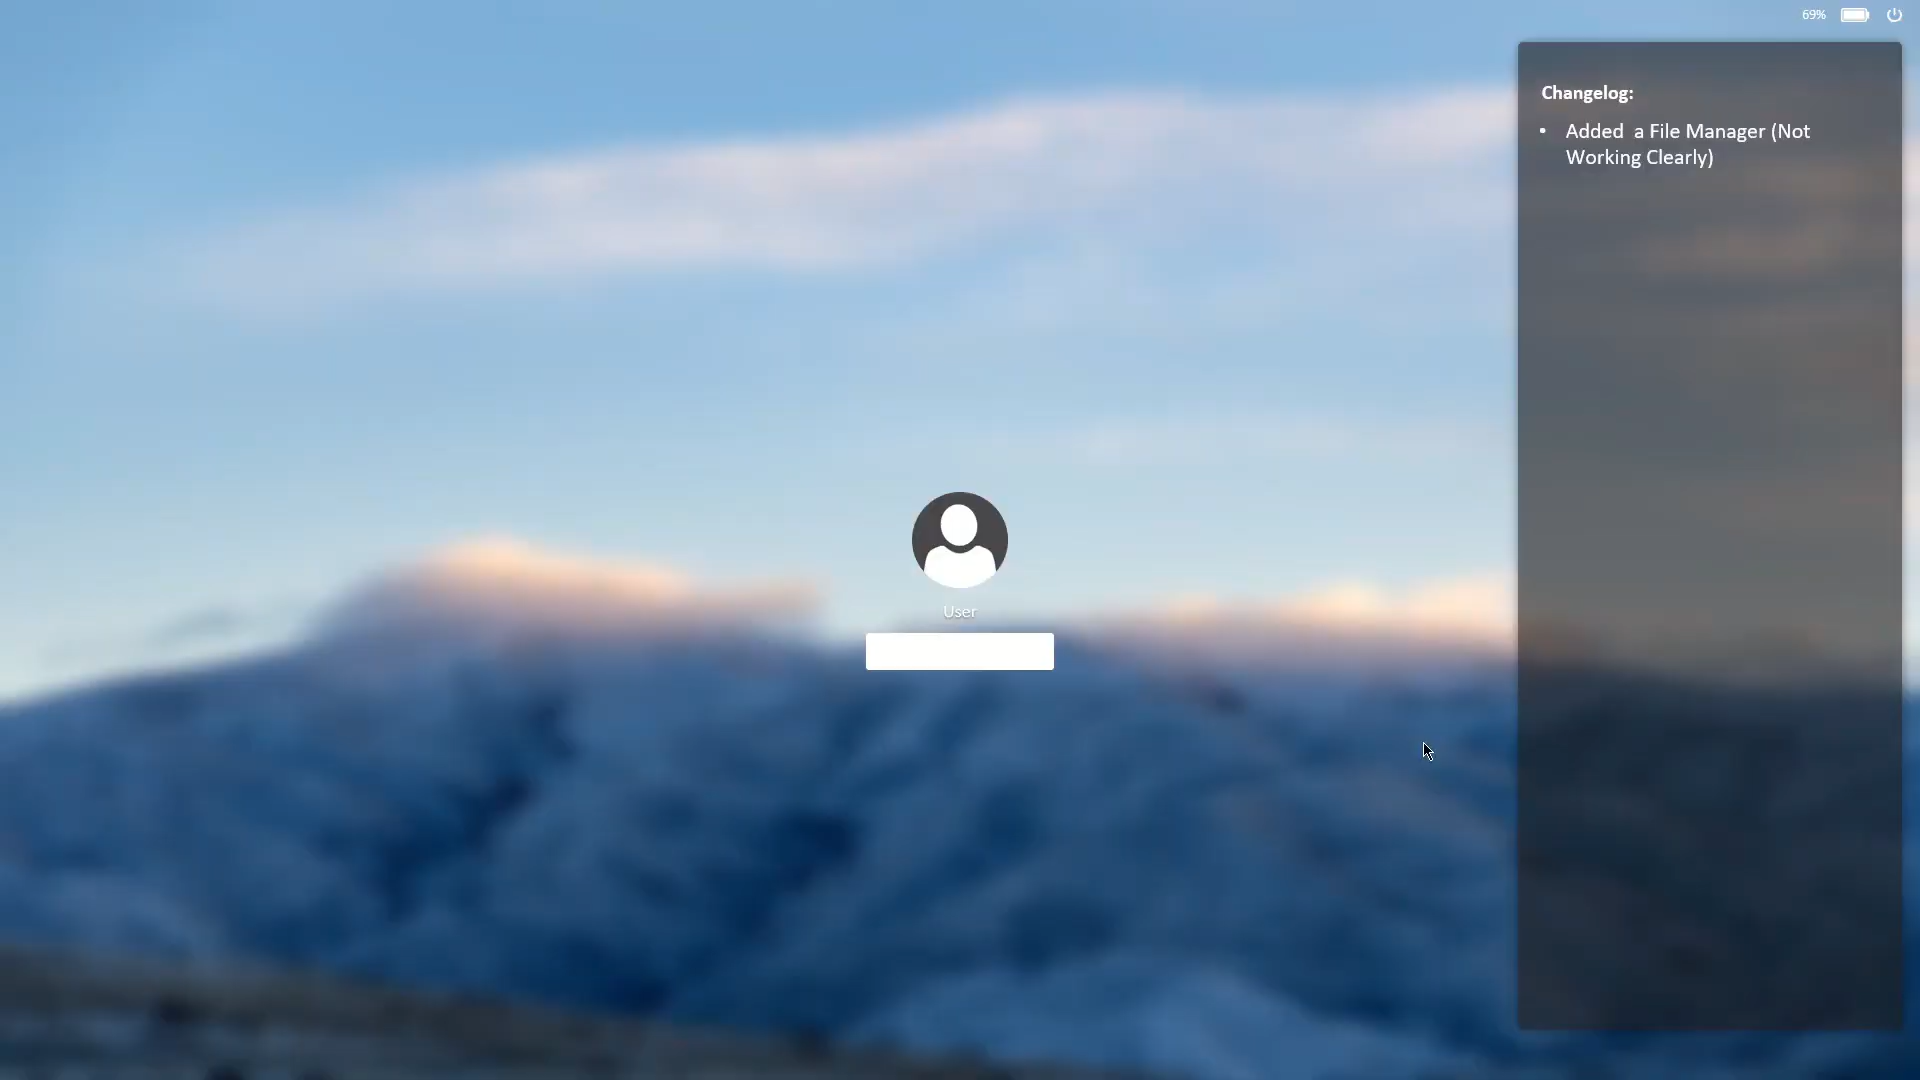 69%
Changelog:
• Added  a File Manager (Not
Working Clearly)
User